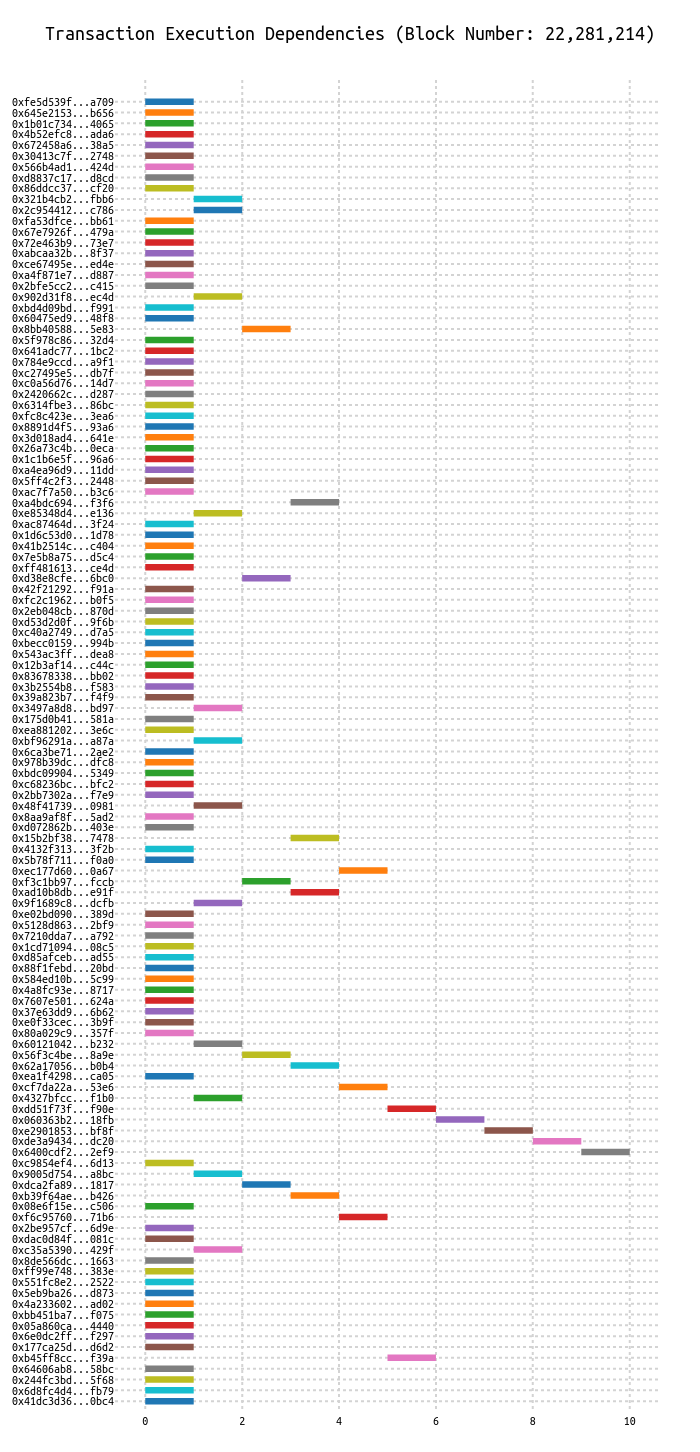 Transaction Execution Dependencies (Block Number: 22,281,214)
0xfe5d539f...a709
0x645e2153...b656
0x1b01c734...4065
0x4b52efc8...ada6
0x672458a6...38a5
0x30413c7f...2748
0x566b4ad1...424d
0xd8837c17...d8cd
0x86ddcc37...cf20
0x321b4cb2...fbb6
0x2c954412...c786
0xfa53dfce...bb61
0x67e7926f...479a
0x72e463b9...73e7
0xabcaa32b...8f37
0xce67495e...ed4e
0xa4f871e7...d887
0x2bfe5cc2...c415
0x902d31f8...ec4d
0xbd4d09bd...f991
0x60475ed9...48f8
0x8bb40588...5e83
0x5f978c86...32d4
0x641adc77...1bc2
0x784e9ccd...a9f1
0xc27495e5...db7f
0xc0a56d76...14d7
0x2420662c...d287
0x6314fbe3...86bc
0xfc8c423e...3ea6
0x8891d4f5...93a6
0x3d018ad4...641e
0x26a73c4b...0eca
0x1c1b6e5f...96a6
0xa4ea96d9...11dd
0x5ff4c2f3...2448
0xac7f7a50...b3c6
0xa4bdc694...f3f6
0xe85348d4...e136
0xac87464d...3f24
0x1d6c53d0...1d78
0x41b2514c...c404
0x7e5b8a75...d5c4
0xff481613...ce4d
0xd38e8cfe...6bc0
0x42f21292...f91a
0xfc2c1962...b0f5
0x2eb048cb...870d
0xd53d2d0f...9f6b
0xc40a2749...d7a5
0xbecc0159...994b
0x543ac3ff...dea8
0x12b3af14...c44c
0x83678338...bb02
0x3b2554b8...f583
0x39a823b7...f4f9
0x3497a8d8...bd97
0x175d0b41...581a
0xea881202...3e6c
0xbf96291a...a87a
0x6ca3be71...2ae2
0x978b39dc...dfc8
0xbdc09904...5349
0xc68236bc...bfc2
0x2bb7302a...f7e9
0x48f41739...0981
0x8aa9af8f...5ad2
0xd072862b...403e
0x15b2bf38...7478
0x4132f313...3f2b
0x5b78f711...f0a0
0xec177d60...0a67
0xf3c1bb97...fccb
0xad10b8db...e91f
0x9f1689c8...dcfb
0xe02bd090...389d
0x5128d863...2bf9
0x7210dda7...a792
0x1cd71094...08c5
0xd85afceb...ad55
0x88f1febd...20bd
0x584ed10b...5c99
0x4a8fc93e...8717
0x7607e501...624a
0x37e63dd9...6b62
0xe0f33cec...3b9f
0x80a029c9...357f
0x60121042...b232
0x56f3c4be...8a9e
0x62a17056...b0b4
0xea1f4298...ca05
0xcf7da22a...53e6
0x4327bfcc...f1b0
0xdd51f73f...f90e
0x060363b2...18fb
0xe2901853...bf8f
0xde3a9434...dc20
0x6400cdf2...2ef9
0xc9854ef4...6d13
0x9005d754...a8bc
0xdca2fa89...1817
0xb39f64ae...b426
0x08e6f15e...c506
0xf6c95760...71b6
0x2be957cf...6d9e
0xdac0d84f...081c
0xc35a5390...429f
0x8de566dc...1663
0xff99e748...383e
0x551fc8e2...2522
0x5eb9ba26...d873
0x4a233602...ad02
0xbb451ba7...f075
0x05a860ca...4440
0x6e0dc2ff...f297
0x177ca25d...d6d2
0xb45ff8cc...f39a
0x64606ab8...58bc
0x244fc3bd...5f68
0x6d8fc4d4...fb79
0x41dc3d36...0bc4
0 2 4 6 8 10